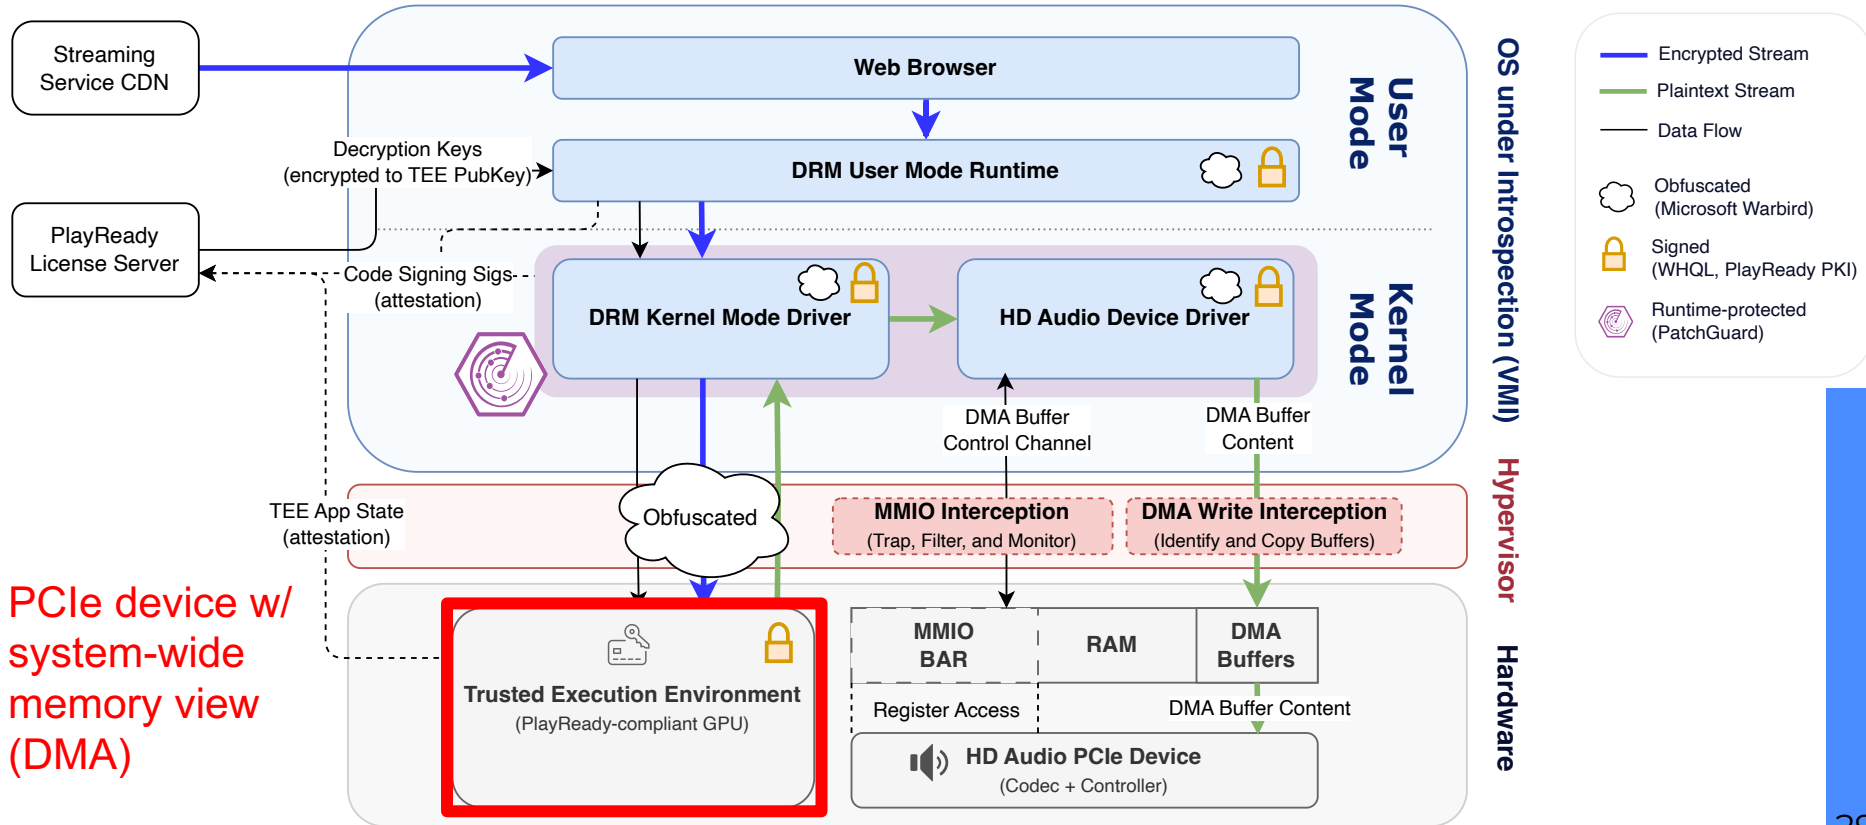 Streaming
Service CDN
Web Browser
User
Mode
OS under Introspection (VMI)
Encrypted Stream
Plaintext Stream
Data Flow
Obfuscated
(Microsoft Warbird)
Signed
(WHQL, PlayReady PKI)
Runtime-protected
(PatchGuard)
Decryption Keys
(encrypted to TEE PubKey)
DRM User Mode Runtime
PlayReady
License Server
Code Signing Sigs
(attestation)
DRM Kernel Mode Driver
HD Audio Device Driver
Kernel
Mode
DMA Buffer
Control Channel
DMA Buffer
Content
TEE App State
(attestation)
Obfuscated
MMIO Interception
(Trap, Filter, and Monitor)
DMA Write Interception
(Identify and Copy Buffers)
Hypervisor
PCIe device w/
system-wide
memory view
(DMA)
Trusted Execution Environment
(PlayReady-compliant GPU)
MMIO
BAR
RAM
DMA
Buffers
Register Access
DMA Buffer Content
HD Audio PCIe Device
(Codec + Controller)
Hardware